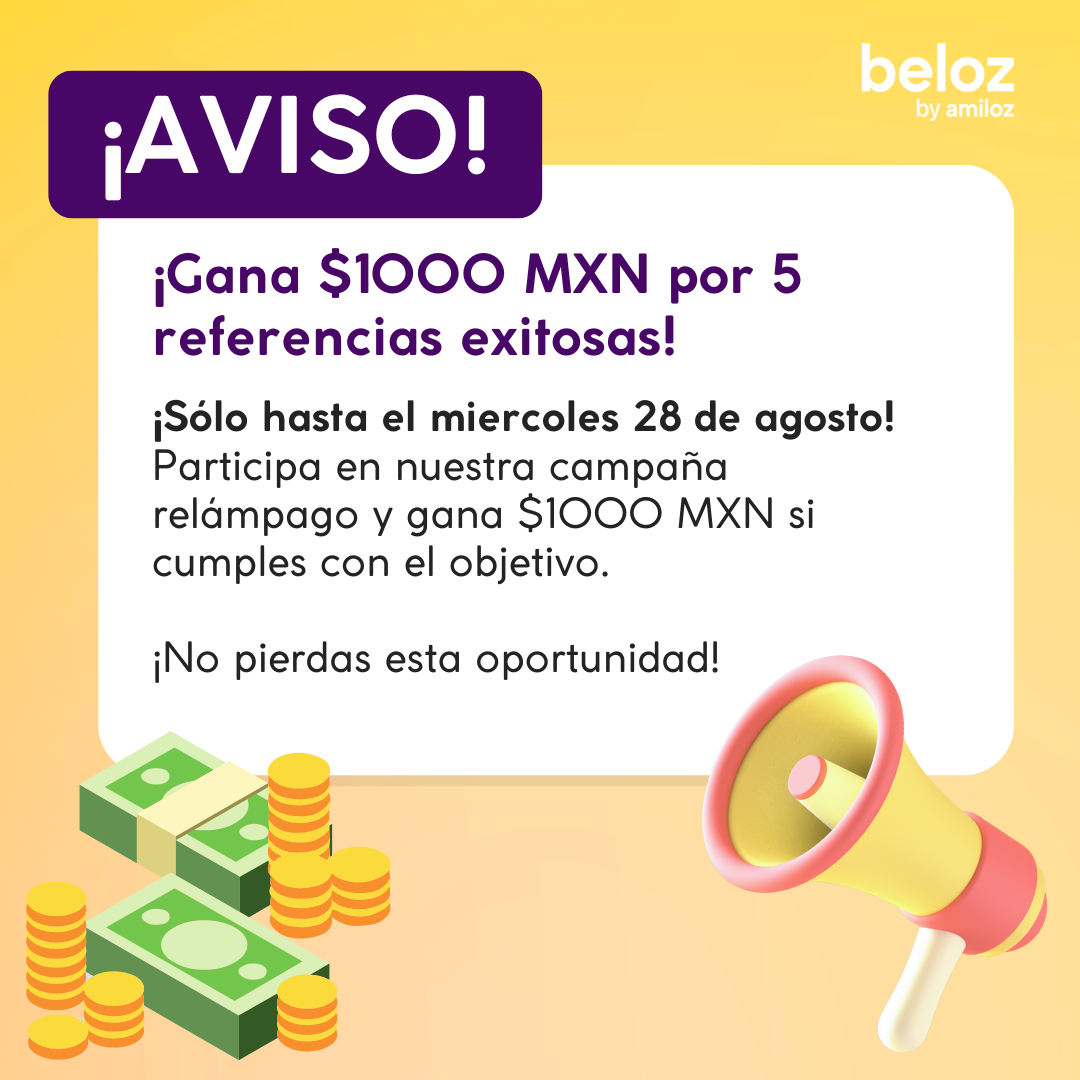 beloz
by amiloz
¡AVISO!
¡Gana $1000 MXN por 5
referencias exitosas!
¡Sólo hasta el miercoles 28 de agosto!
Participa en nuestra campaña
relámpago y gana $1000 MXN si
cumples con el objetivo.
¡No pierdas esta oportunidad!